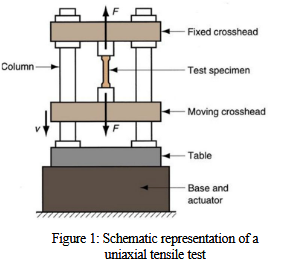 F
Fixed crosshead
Column
Test specimen
Moving crosshead
v
F
Table
Base and
actuator
Figure 1: Schematic representation of a
uniaxial tensile test